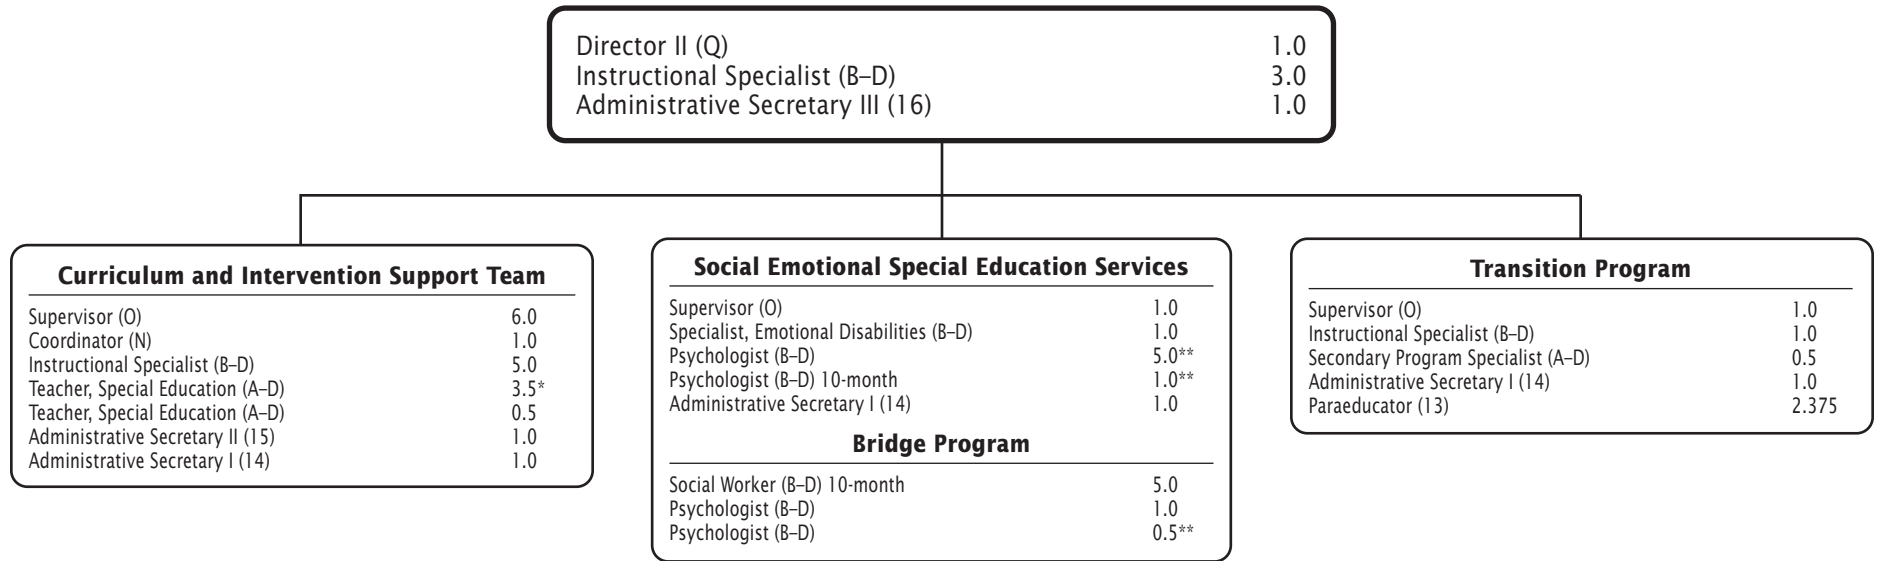 Director II (Q) 1.0
Instructional Specialist (B–D) 3.0
Administrative Secretary III (16) 1.0
Curriculum and Intervention Support Team
Supervisor (O) 6.0
Coordinator (N) 1.0
Instructional Specialist (B–D) 5.0
Teacher, Special Education (A–D) 3.5*
Teacher, Special Education (A–D) 0.5
Administrative Secretary II (15) 1.0
Administrative Secretary I (14) 1.0
Social Emotional Special Education Services
Supervisor (O) 1.0
Specialist, Emotional Disabilities (B–D) 1.0
Psychologist (B–D) 5.0**
Psychologist (B–D) 10-month 1.0**
Administrative Secretary I (14) 1.0
Bridge Program
Social Worker (B–D) 10-month 5.0
Psychologist (B–D) 1.0
Psychologist (B–D) 0.5**
Transition Program
Supervisor (O) 1.0
Instructional Specialist (B–D) 1.0
Secondary Program Specialist (A–D) 0.5
Administrative Secretary I (14) 1.0
Paraeducator (13) 2.375